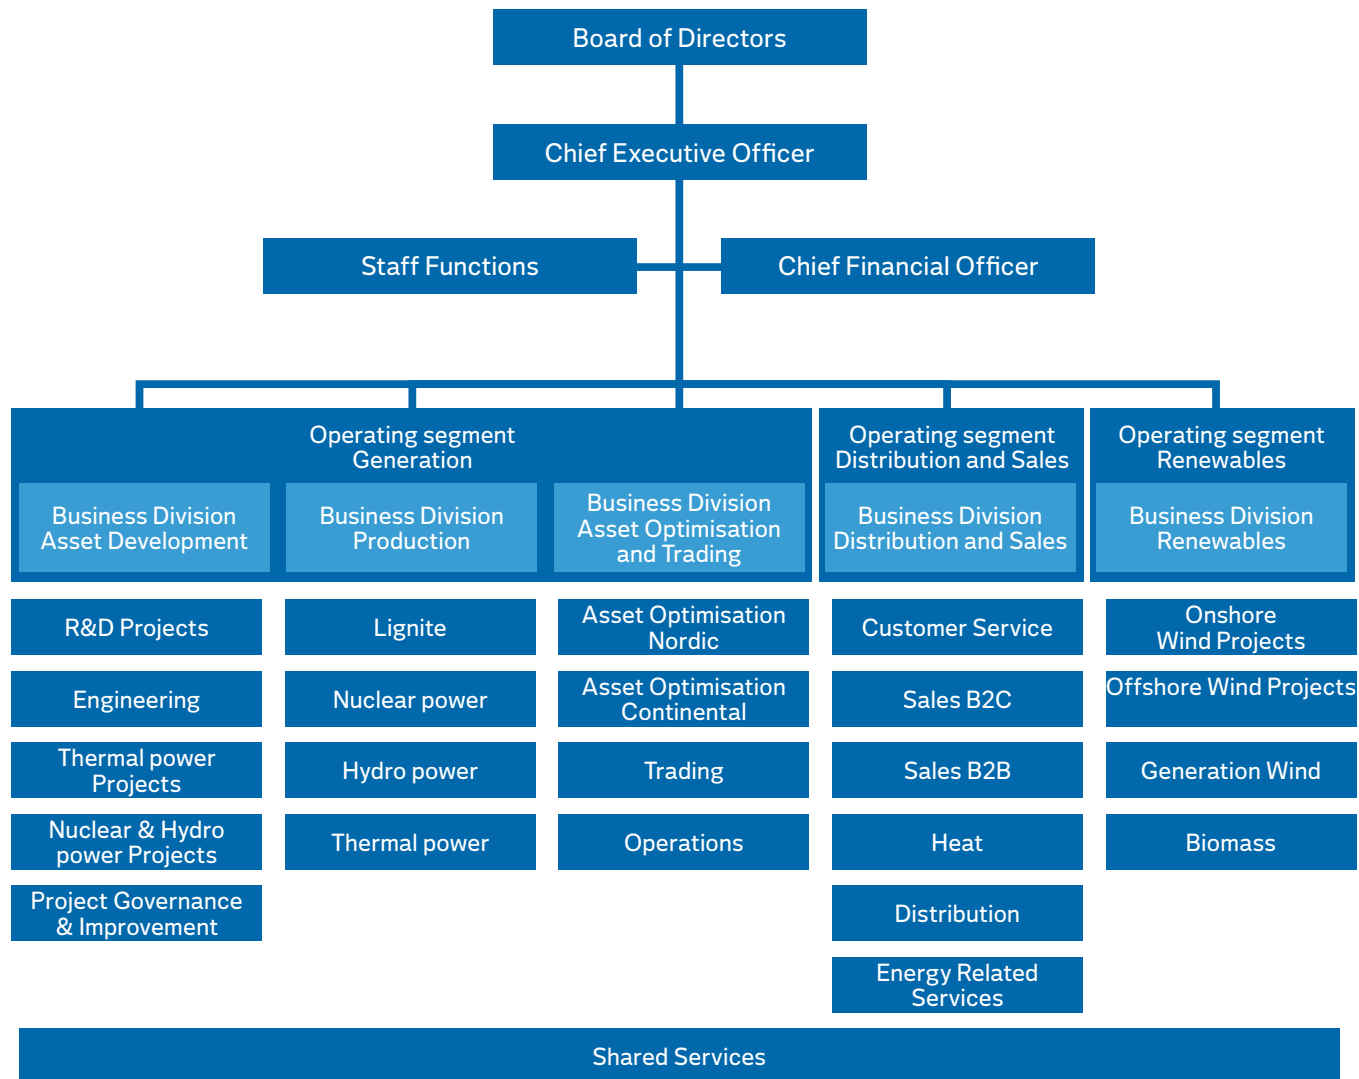 Board of Directors
Chief Executive Officer
Staff Functions
Chief Financial Officer
Operating segment
Generation
Operating segment
Distribution and Sales
Operating segment
Renewables
Business Division
Asset Development
Business Division
Production
Business Division
Asset Optimisation
and Trading
Business Division
Distribution and Sales
Business Division
Renewables
R&D Projects
Engineering
Thermal power
Projects
Nuclear & Hydro
power Projects
Project Governance
& Improvement
Lignite
Nuclear power
Hydro power
Thermal power
Asset Optimisation
Nordic
Asset Optimisation
Continental
Trading
Operations
Customer Service
Sales B2C
Sales B2B
Heat
Distribution
Energy Related
Services
Onshore
Wind Projects
Offshore Wind Projects
Generation Wind
Biomass
Shared Services